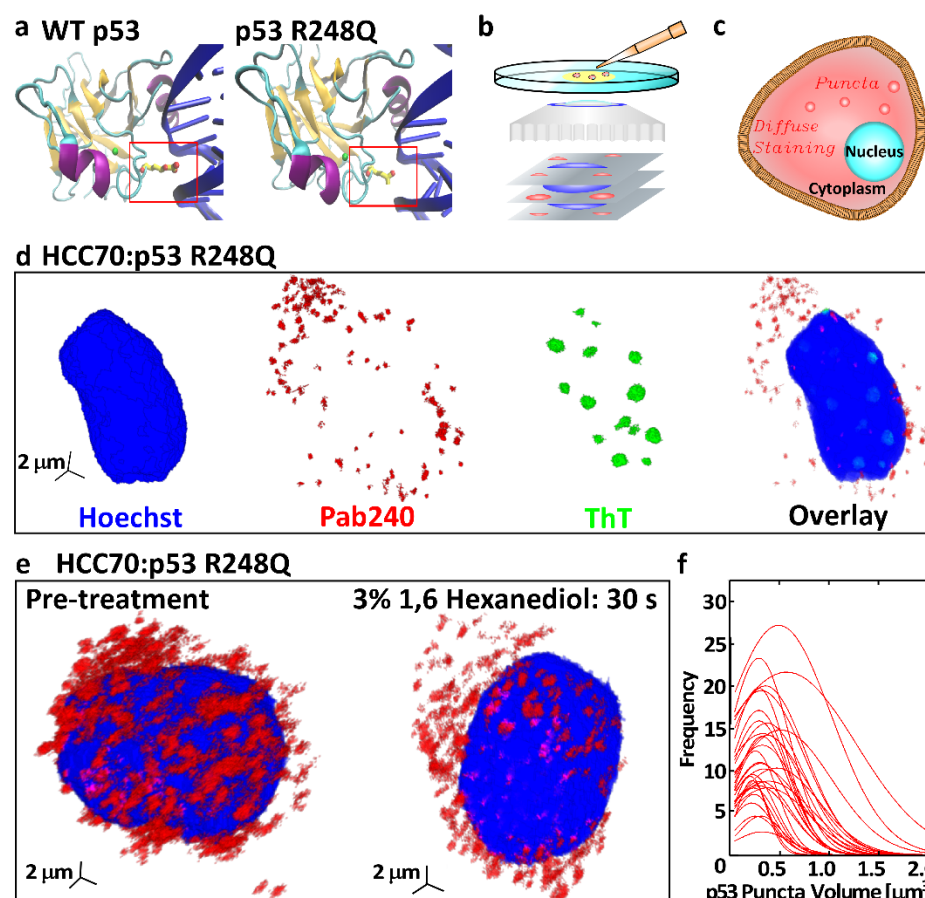 a WT p53
p53 R248Q
b
c
Puncta
Diffuse
Staining
Nucleus
Cytoplasm
d HCC70:p53 R248Q
2 μm
Hoechst
Pab240
ThT
Overlay
e HCC70:p53 R248Q
Pre-treatment
3% 1,6 Hexanediol: 30 s
2 μm
2 μm
f
Frequency
30
25
20
15
10
5
0
0.5
1.0
1.5
p53 Puncta Volume [μm³